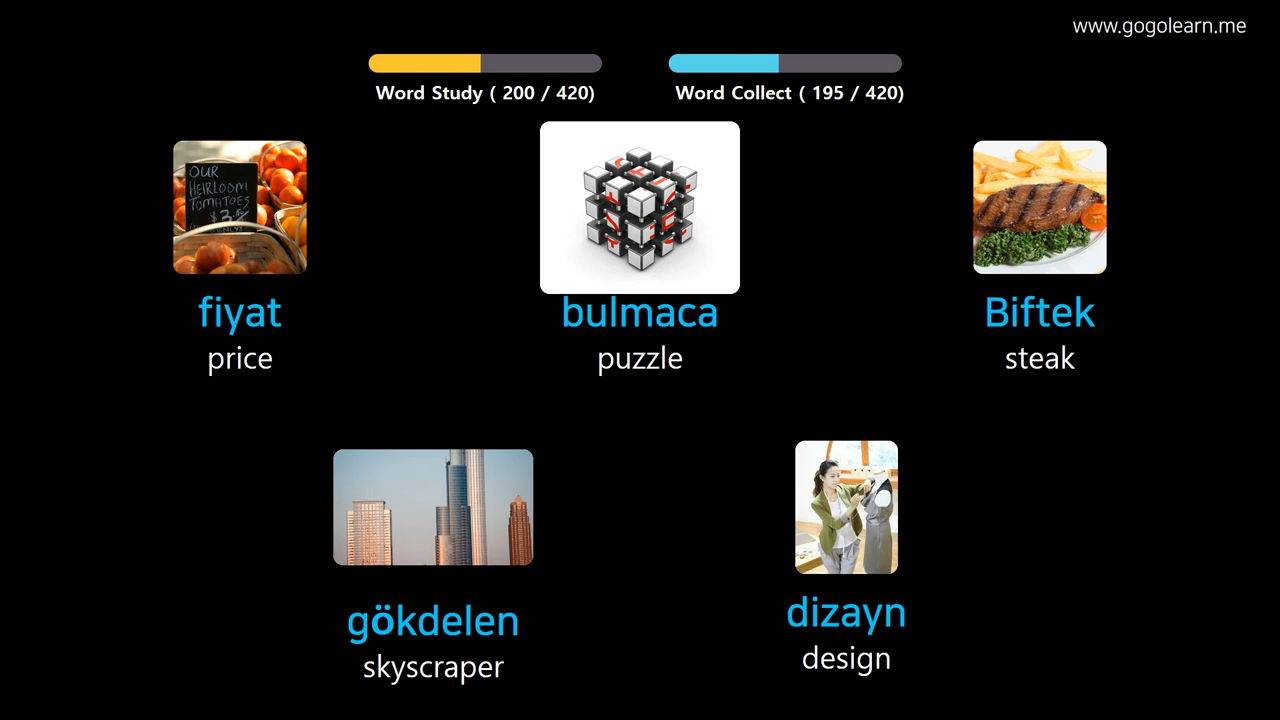 www.gogolearn.me
Word Study ( 200 / 420)
Word Collect ( 195 / 420)
OUR
HEIRLOOM
TOMATOES
fiyat
price
bulmaca
puzzle
Biftek
steak
gökdelen
skyscraper
dizayn
design